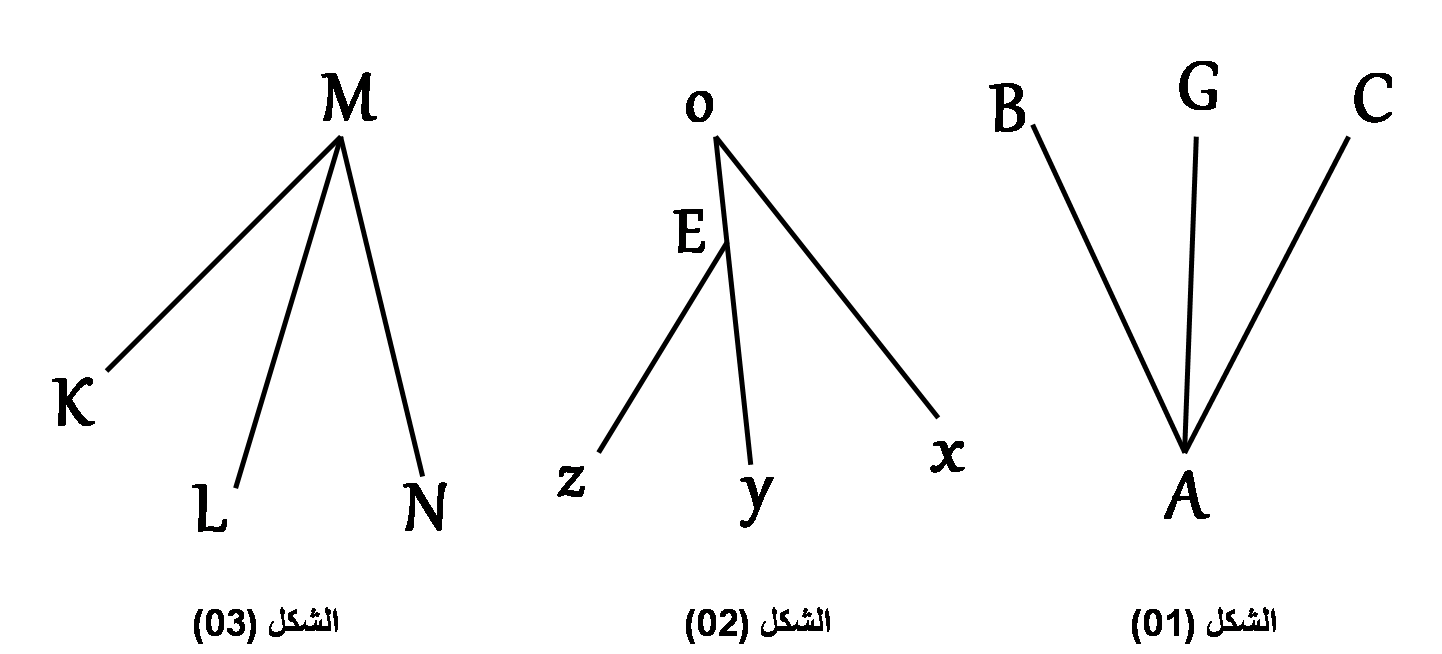 B G C
A
الشكل (01)
o
E
z y x
الشكل (02)
M
K
L N
الشكل (03)